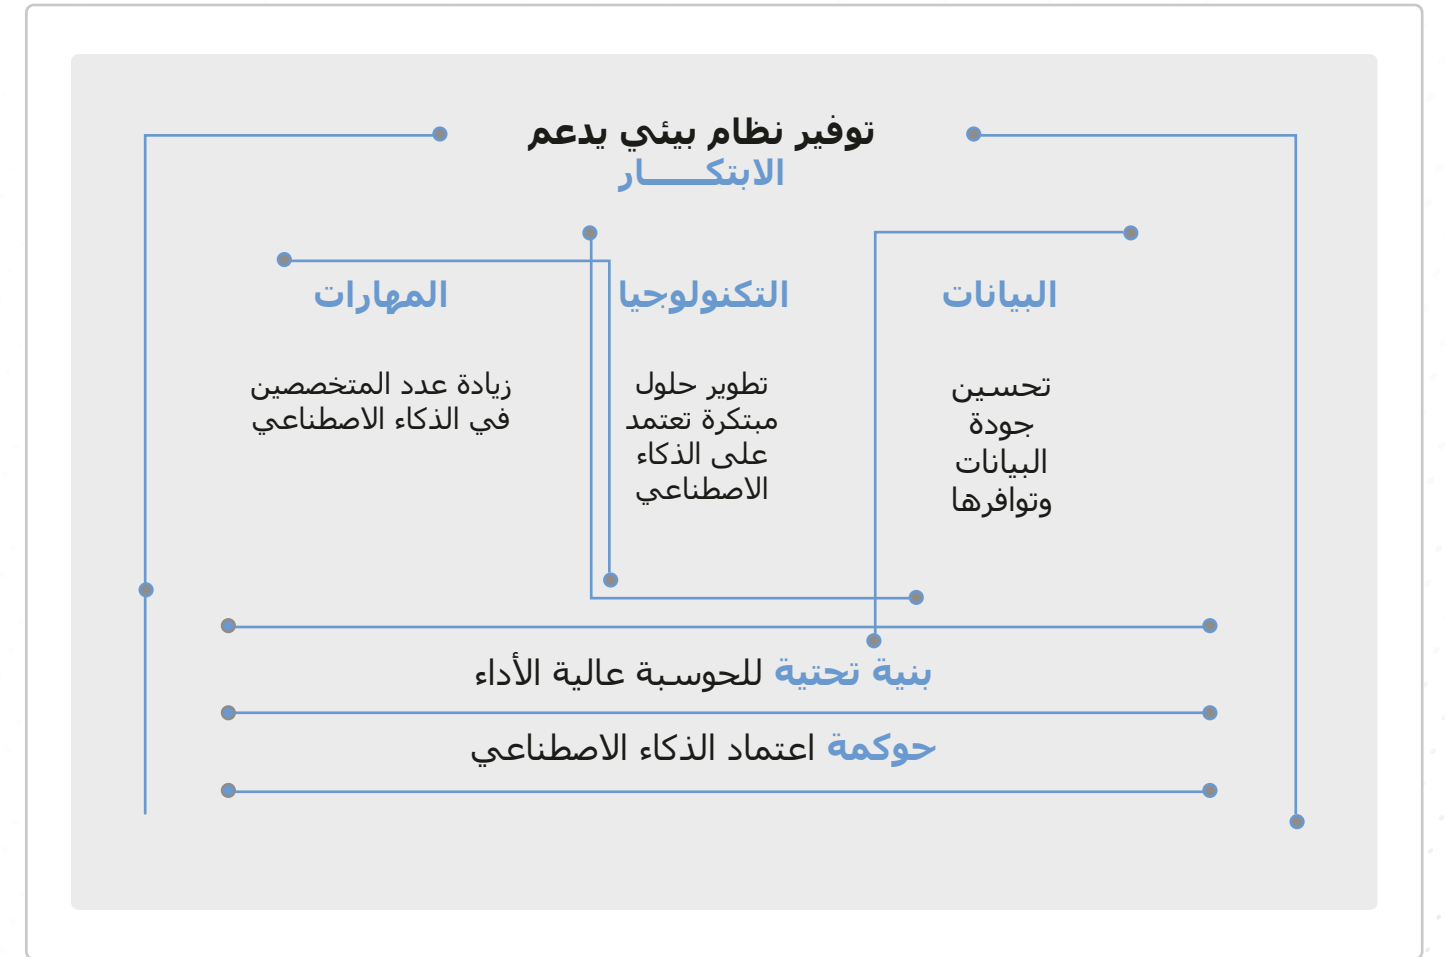 توفير نظام بيئي يدعم
الابتكــــــار
البيانات
تحسين
جودة
البيانات
وتوافرها
التكنولوجيا
تطوير حلول
مبتكرة تعتمد
على الذكاء
الاصطناعي
المهارات
زيادة عدد المتخصصين
في الذكاء الاصطناعي
بنية تحتية للحوسبة عالية الأداء
حوكمة اعتماد الذكاء الاصطناعي